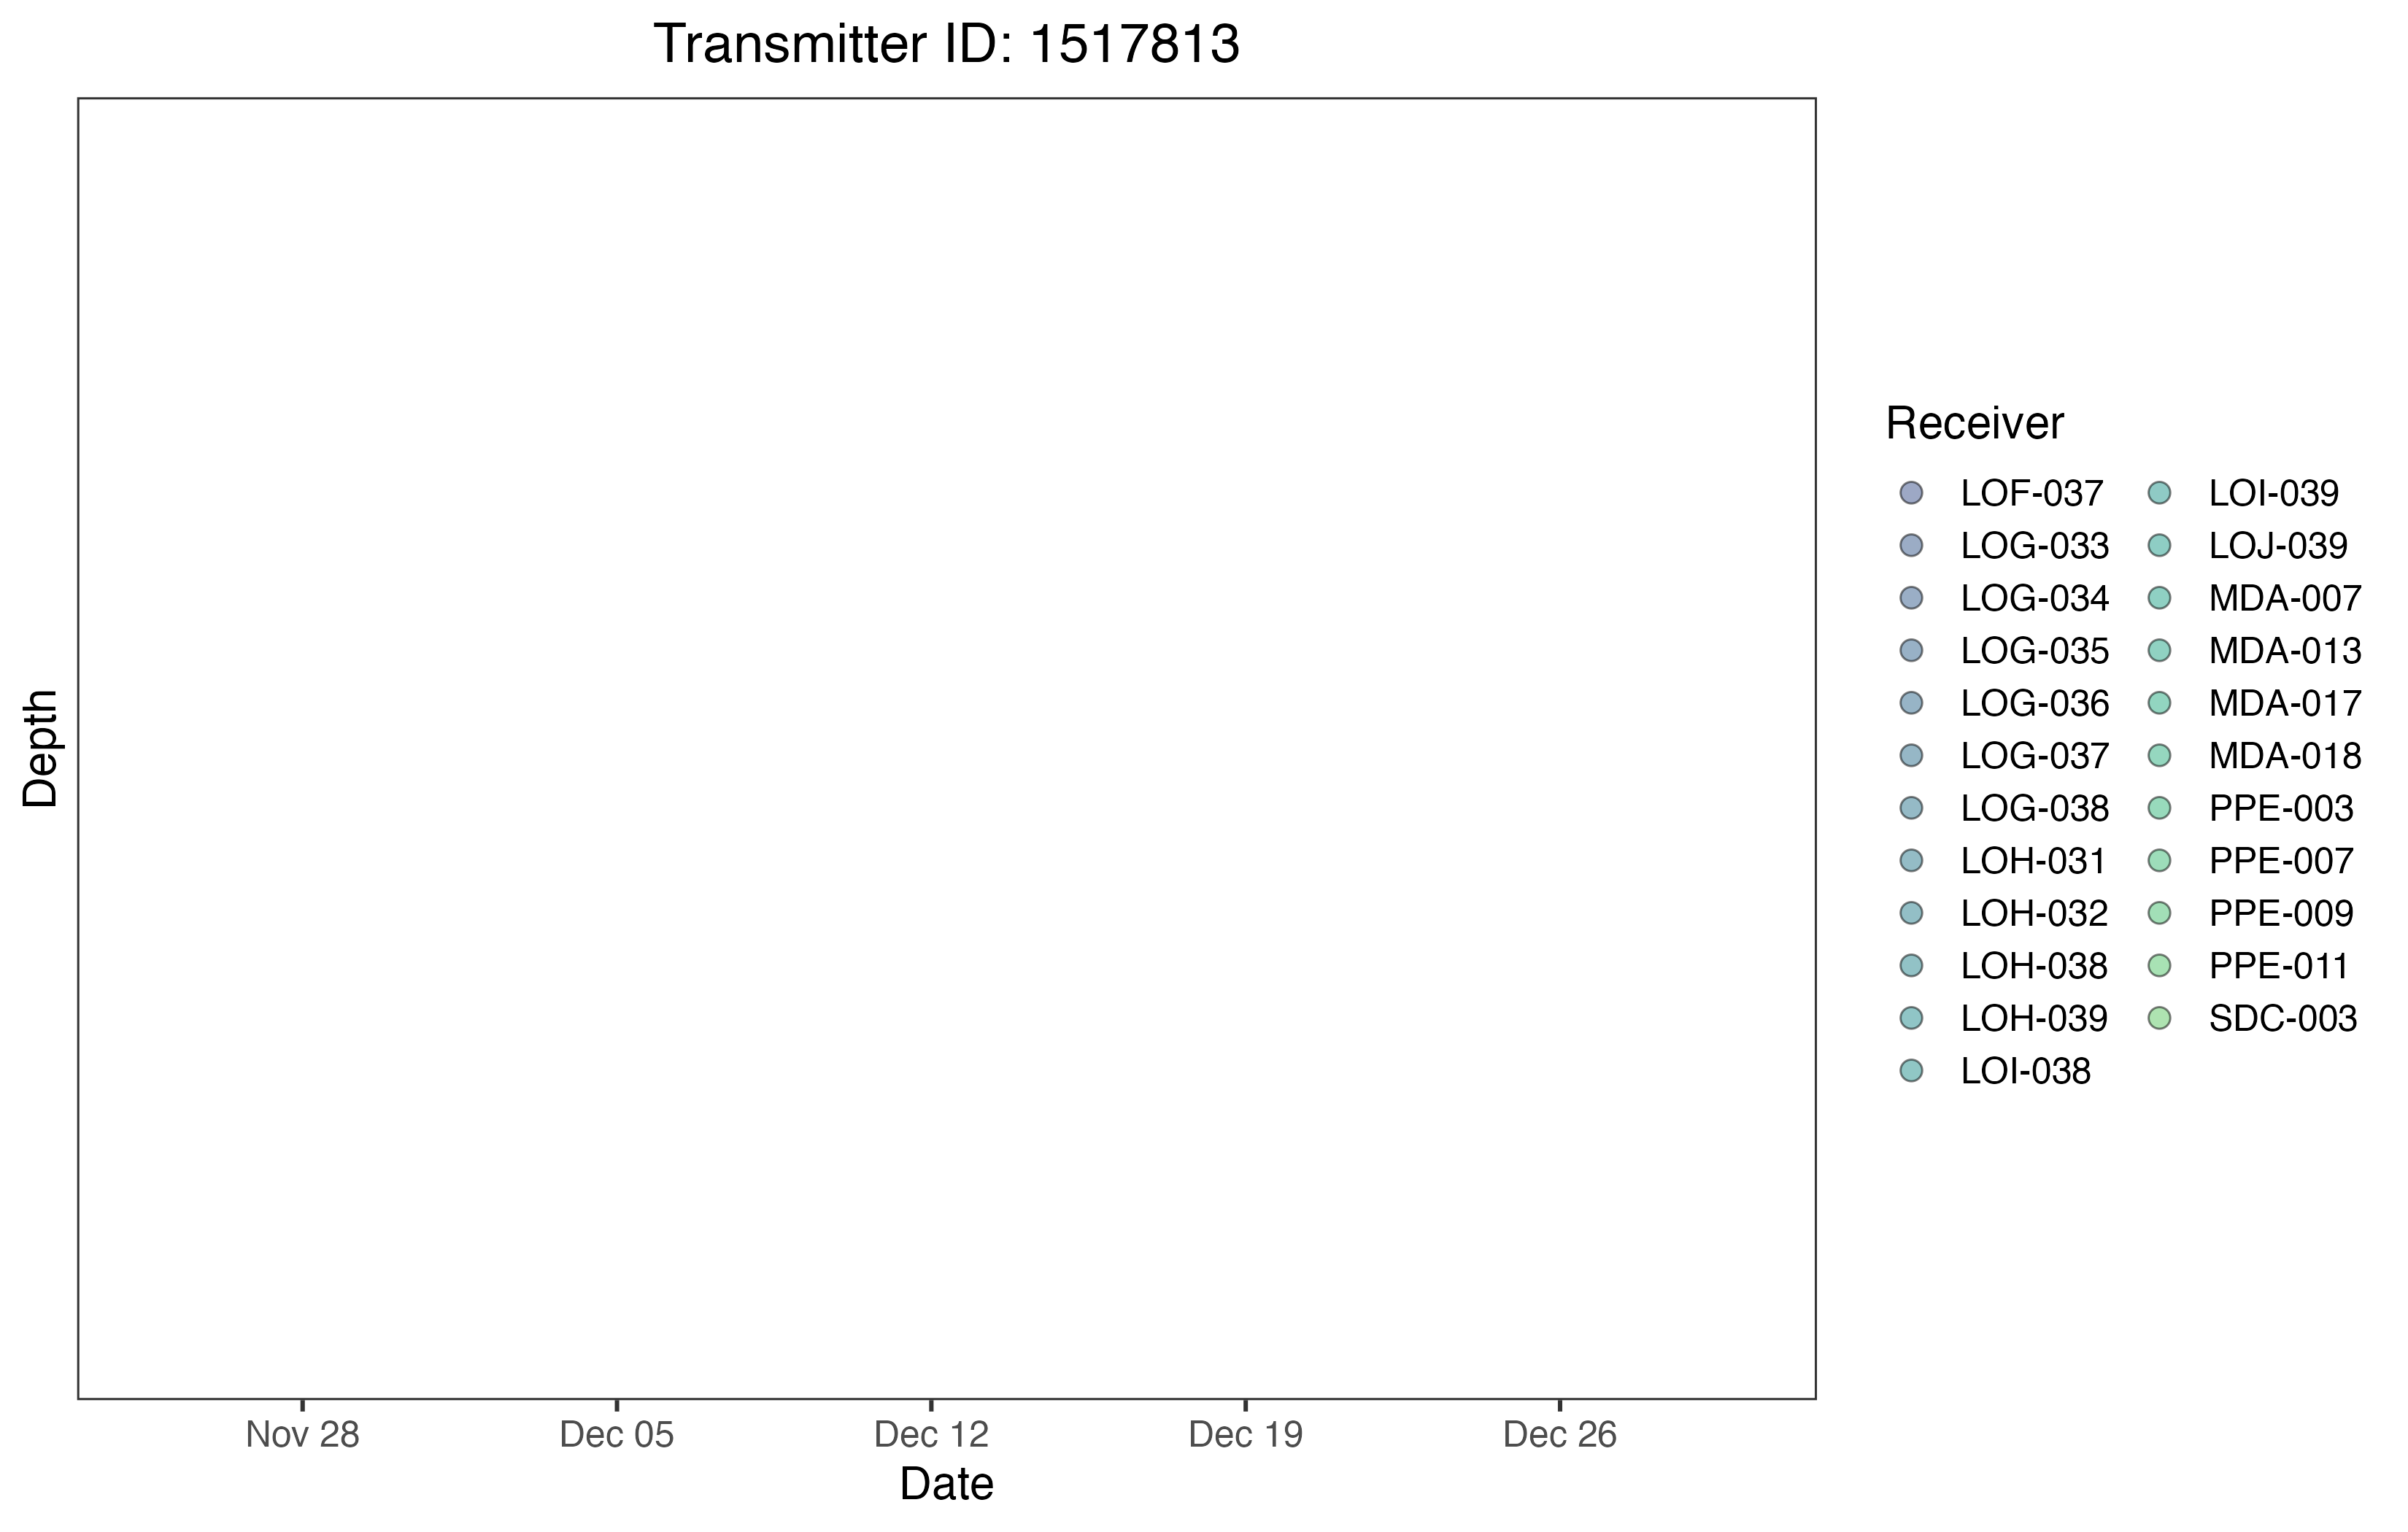 Transmitter ID: 1517813
Depth
Nov 28 Dec 05 Dec 12 Dec 19 Dec 26
Date
Receiver
LOF-037 LOI-039
LOG-033 LOJ-039
LOG-034 MDA-007
LOG-035 MDA-013
LOG-036 MDA-017
LOG-037 MDA-018
LOG-038 PPE-003
LOH-031 PPE-007
LOH-032 PPE-009
LOH-038 PPE-011
LOH-039 SDC-003
LOI-038